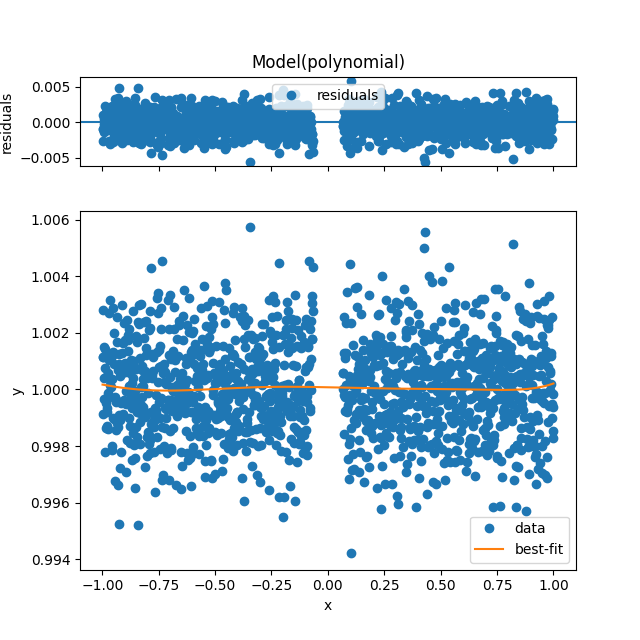 Model(polynomial)
residuals
0.005
0.000
−0.005
residuals
y
1.006
1.004
1.002
1.000
0.998
0.996
0.994
data
best-fit
−1.00 −0.75 −0.50 −0.25 0.00 0.25 0.50 0.75 1.00
x